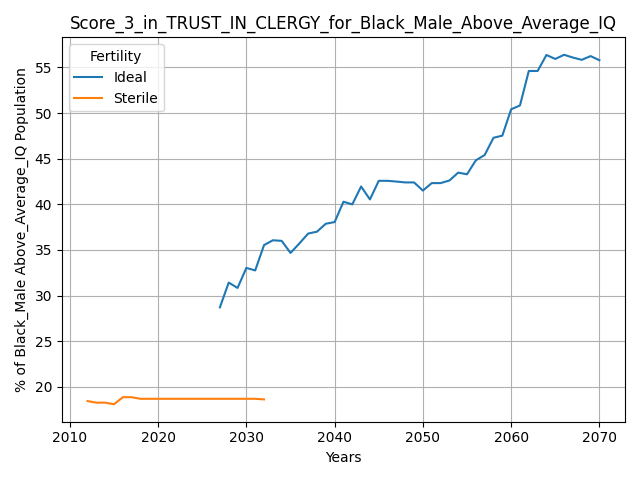 Score_3_in_TRUST_IN_CLERGY_for_Black_Male_Above_Average_IQ
Fertility
Ideal
Sterile
% of Black_Male Above_Average_IQ Population
55
50
45
40
35
30
25
20
2010 2020 2030 2040 2050 2060 2070
Years